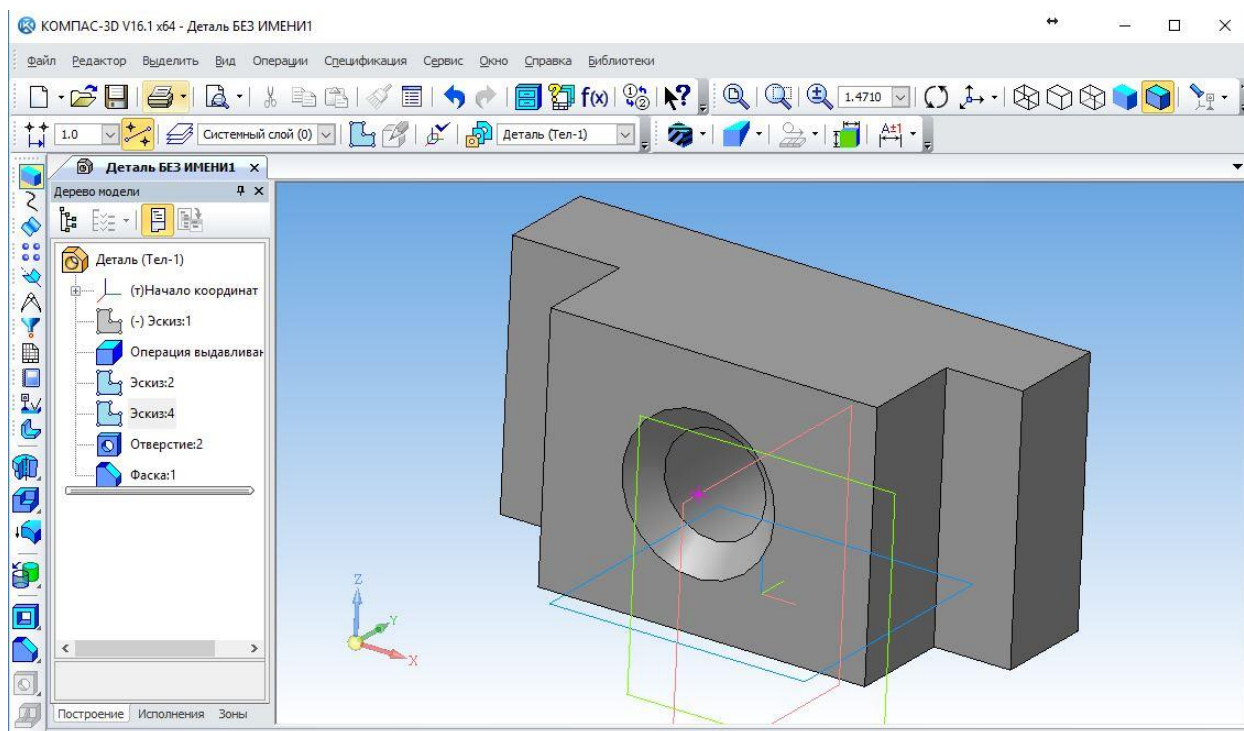 КОМПАС-3D V16.1 x64 - Деталь БЕЗ ИМЕНИ1
Файл Редактор Выделить Вид Операции Спецификация Сервис Окно Справка Библиотеки
f(x) 1.4710
1.0 Системный слой (0) Деталь (Тел-1)
Деталь БЕЗ ИМЕНИ1
Дерево модели
Деталь (Тел-1)
(т)Начало координат
(-) Эскиз:1
Операция выдавливан
Эскиз:2
Эскиз:4
Отверстие:2
Фаска:1
Построение Исполнения Зоны
Z
Y
X